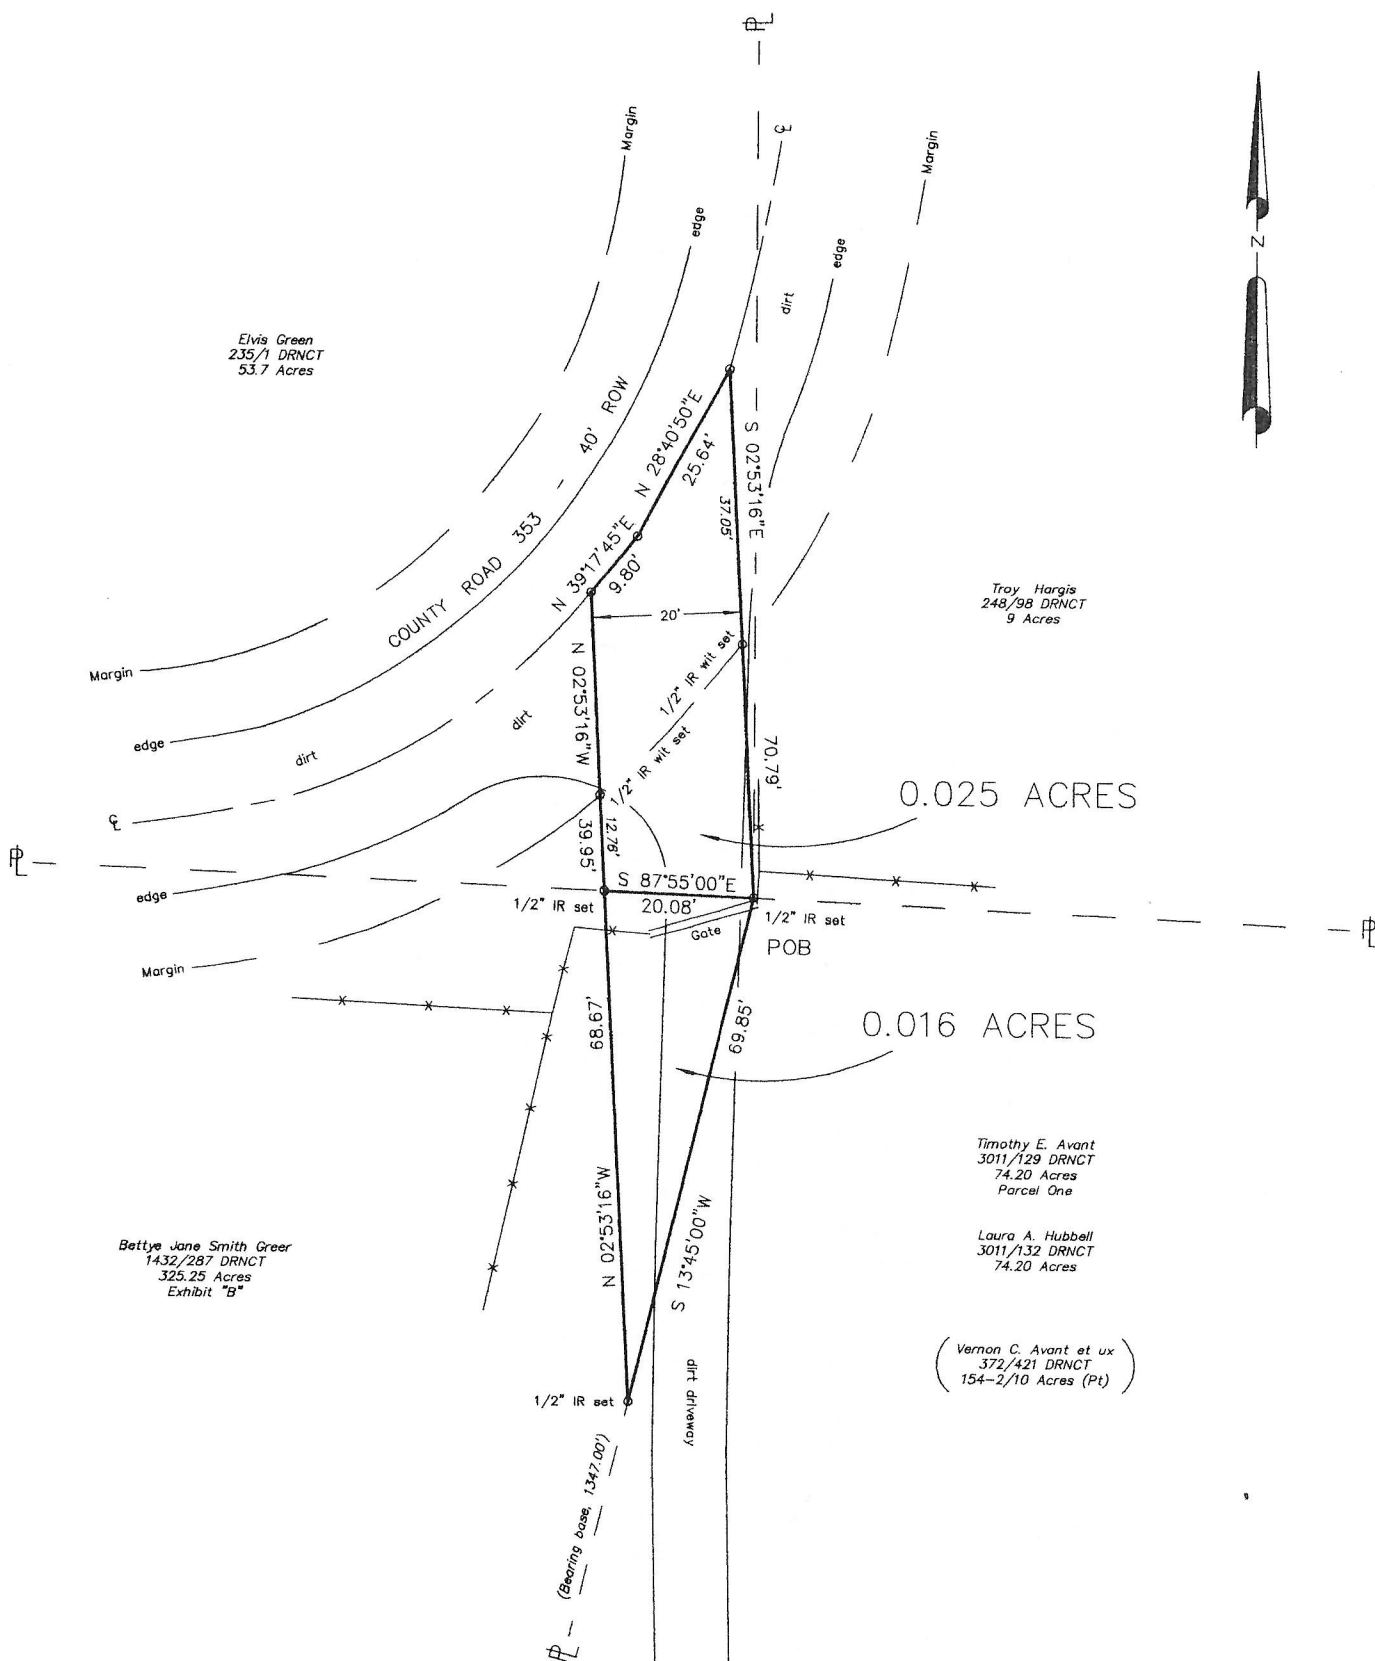 PL
Margin
CL
Margin
edge
edge
dirt
N
Elvis Green
235/1 DRNCT
53.7 Acres
COUNTY ROAD 353 - 40' ROW
N 28°40'50"E
25.64'
S 02°53'16"E
37.05'
N 39°17'45"E
9.80'
20'
Troy Hargis
248/98 DRNCT
9 Acres
1/2" IR wit set
1/2" IR wit set
N 02°53'16"W
Margin
edge
dirt
dirt
70.79'
0.025 ACRES
CL
12.76'
39.95'
PL
edge
S 87°55'00"E
20.08'
1/2" IR set
1/2" IR set
Gate
POB
PL
Margin
68.67'
69.85'
0.016 ACRES
N 02°53'16"W
S 13°45'00"W
Timothy E. Avant
3011/129 DRNCT
74.20 Acres
Parcel One
Laura A. Hubbell
3011/132 DRNCT
74.20 Acres
Bettye Jane Smith Greer
1432/287 DRNCT
325.25 Acres
Exhibit "B"
(Vernon C. Avant et ux
372/421 DRNCT
154-2/10 Acres (Pt))
dirt driveway
1/2" IR set
(Bearing base, 1347.00')
PL